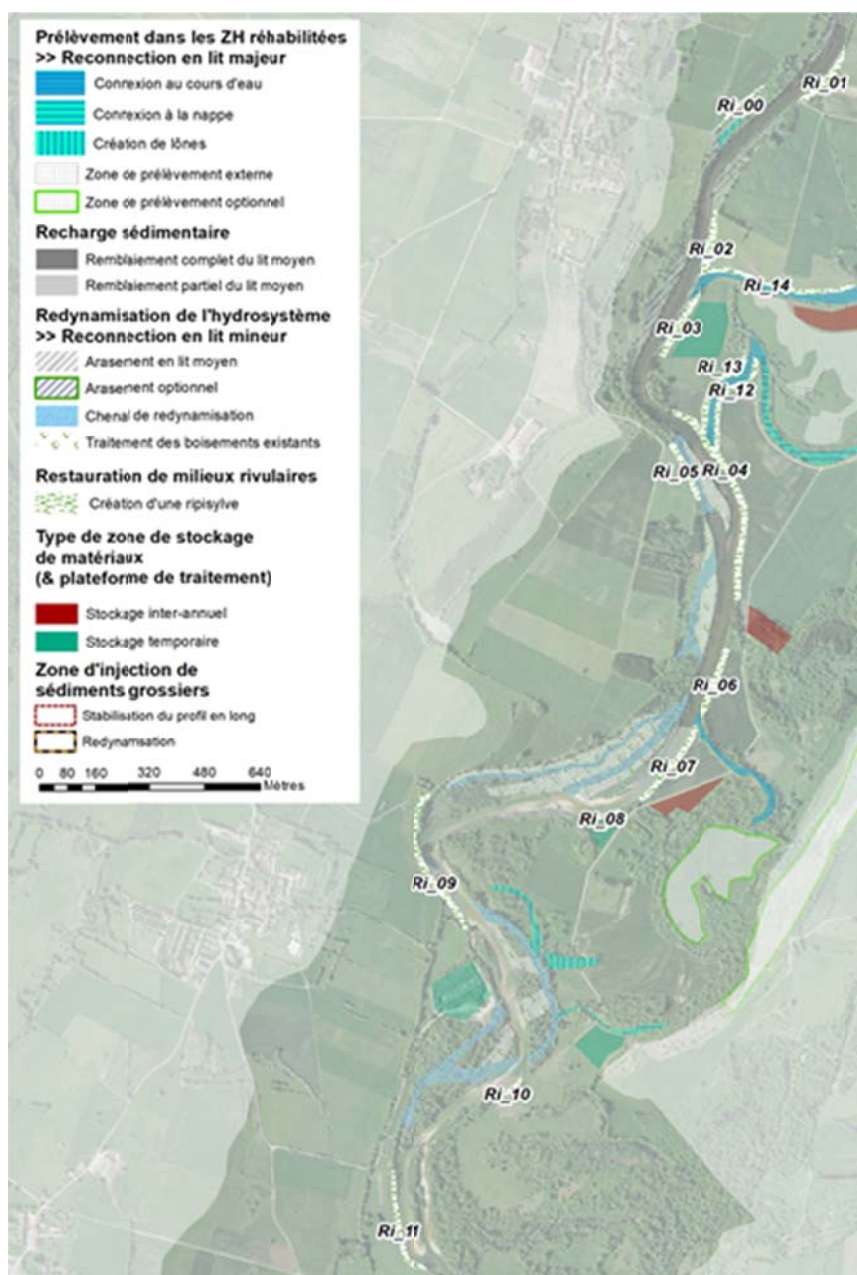 Prélèvement dans les ZH réhabilitées
>> Reconnection en lit majeur
Connexion au cours d'eau
Connexion à la nappe
Création de lônes
Zone de prélèvement externe
Zone de prélèvement optionnel
Recharge sédimentaire
Remblaiement complet du lit moyen
Remblaiement partiel du lit moyen
Redynamisation de l'hydrosystème
>> Reconnection en lit mineur
Arasement en lit moyen
Arasement optionnel
Chenal de redynamisation
Traitement des boisements existants
Restauration de milieux rivulaires
Création d'une ripisylve
Type de zone de stockage
de matériaux
(& plateforme de traitement)
Stockage inter-annuel
Stockage temporaire
Zone d'injection de
sédiments grossiers
Stabilisation du profil en long
Redynamisation
0 80 160 320 480 640
Mètres
Ri_01
Ri_00
Ri_02
Ri_14
Ri_03
Ri_13
Ri_12
Ri_05
Ri_04
Ri_06
Ri_07
Ri_08
Ri_09
Ri_10
Ri_11